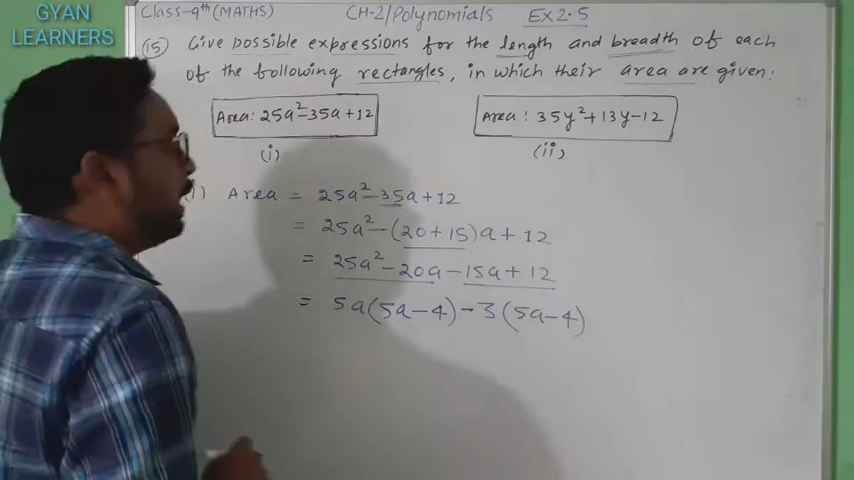 GYAN
LEARNERS
Class-9th (MATHS) CH-2/Polynomials Ex 2.5
(15) Give possible expressions for the length and breadth of each
of the following rectangles, in which their area are given:
Area: 25a²-35a+12 Area: 35y²+13y-12
(i) (ii)
(i) Area = 25a²-35a+12
= 25a²-(20+15)a+12
= 25a²-20a-15a+12
= 5a(5a-4)-3(5a-4)